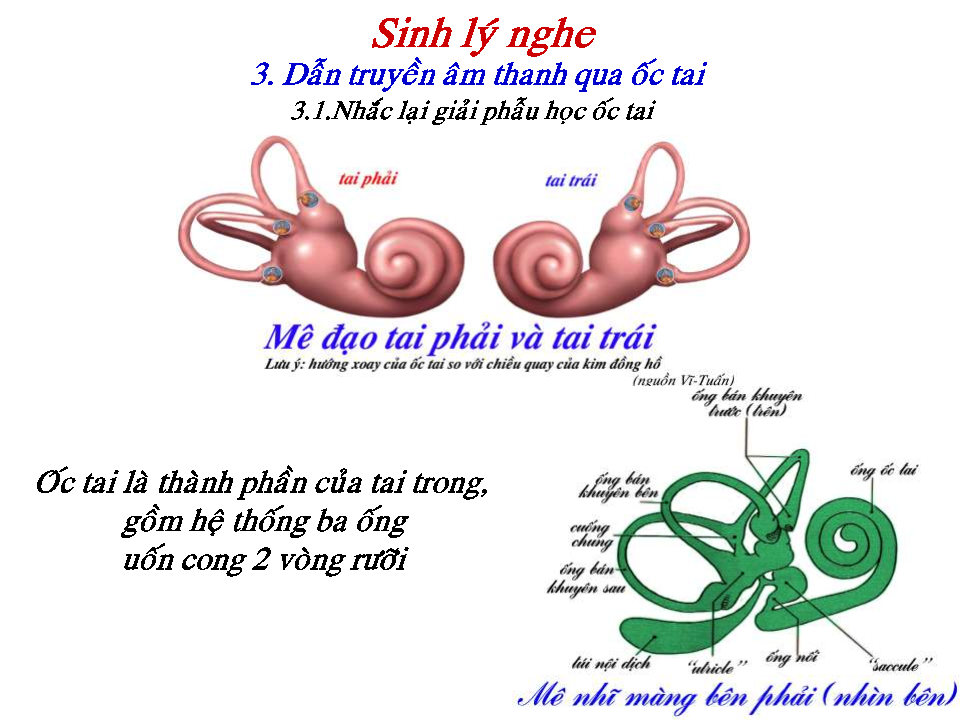 Sinh lý nghe
3. Dẫn truyền âm thanh qua ốc tai
3.1.Nhắc lại giải phẫu học ốc tai
tai phải
tai trái
Mê đạo tai phải và tai trái
Lưu ý: hướng xoay của ốc tai so với chiều quay của kim đồng hồ
(nguồn Vĩ-Tuấn)
Ốc tai là thành phần của tai trong,
gồm hệ thống ba ống
uốn cong 2 vòng rưỡi
ống bán khuyên
trước (trên)
ống ốc tai
ống bán
khuyên bên
cuống
chung
ống bán
khuyên sau
túi nội dịch
"utricle"
ống nối
"saccule"
Mê nhĩ màng bên phải (nhìn bên)